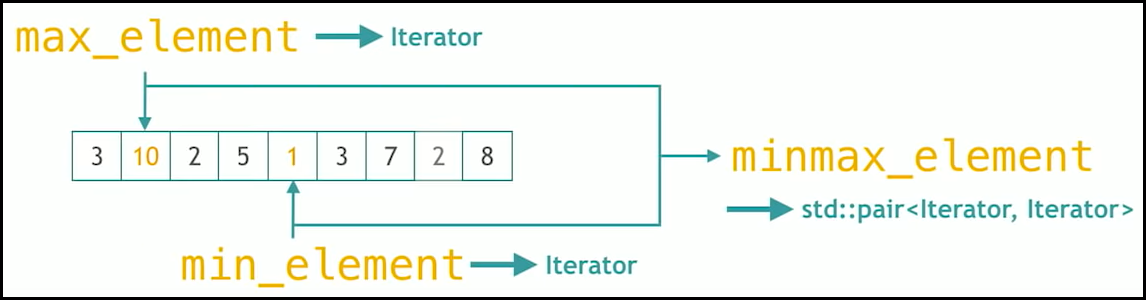 max_element Iterator
3 10 2 5 1 3 7 2 8
minmax_element
std::pair<Iterator, Iterator>
min_element Iterator